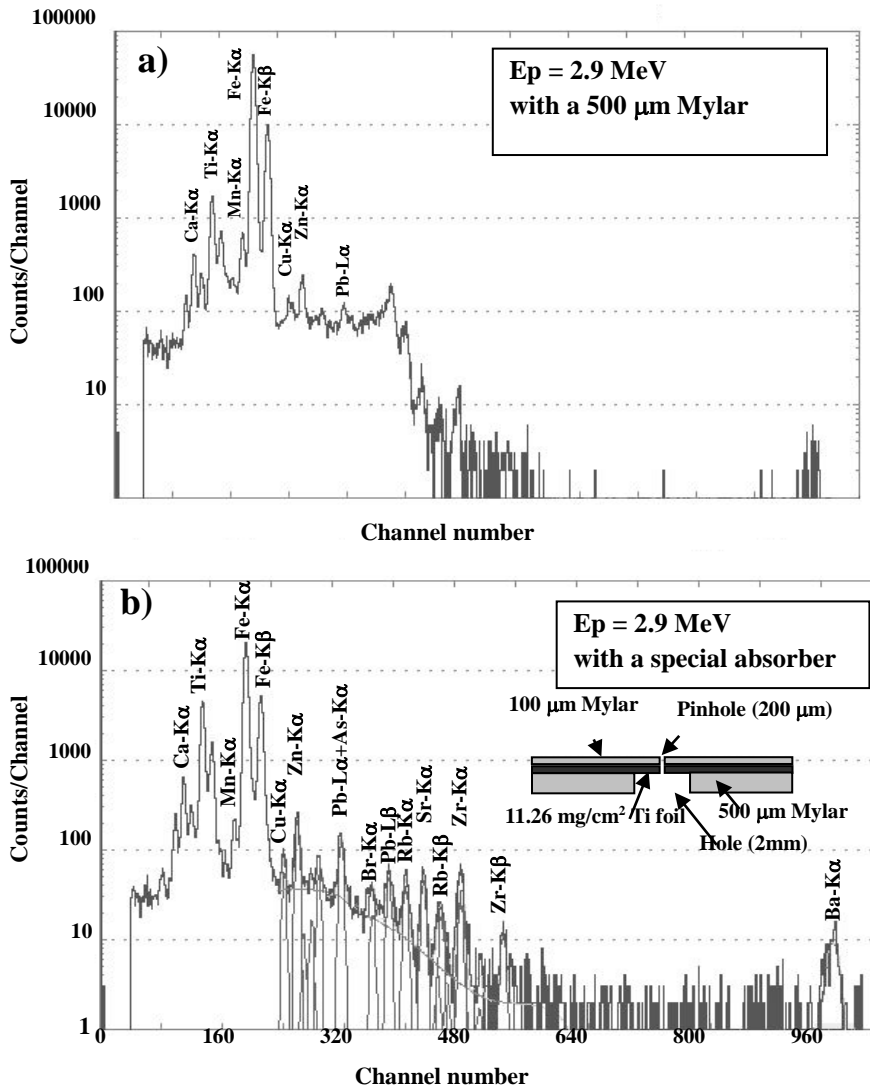 100000
a)
Fe-Kα
Fe-Kβ
Ep = 2.9 MeV
with a 500 μm Mylar
10000
Ti-Kα
Mn-Kα
Ca-Kα
1000
Cu-Kα
Zn-Kα
Pb-Lα
100
10
Counts/Channel
Channel number
100000
b)
Fe-Kα
Fe-Kβ
Ep = 2.9 MeV
with a special absorber
10000
Ti-Kα
Ca-Kα
Mn-Kα
Zn-Kα
100 μm Mylar
Pinhole (200 μm)
1000
Cu-Kα
Pb-Lα+As-Kα
Br-Kα
Pb-Lβ
Rb-Kα
Sr-Kα
Rb-Kβ
Zr-Kα
11.26 mg/cm² Ti foil
500 μm Mylar
Hole (2mm)
100
Zr-Kβ
Ba-Kα
10
1
Counts/Channel
0 160 320 480 640 800 960
Channel number